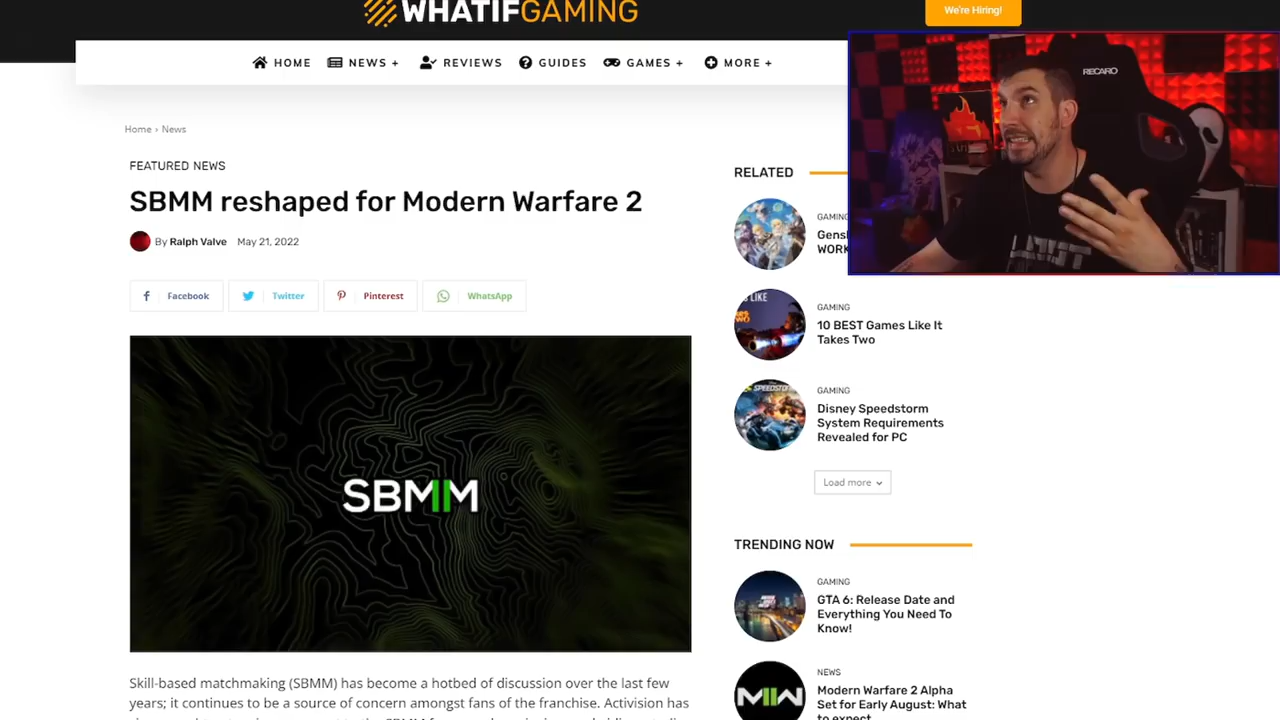 WHATIFGAMING
We're Hiring!
HOME
NEWS +
REVIEWS
GUIDES
GAMES +
MORE +
RECARO
Home › News
FEATURED NEWS
SBMM reshaped for Modern Warfare 2
By Ralph Valve May 21, 2022
Facebook
Twitter
Pinterest
WhatsApp
SBMM
Skill-based matchmaking (SBMM) has become a hotbed of discussion over the last few
years; it continues to be a source of concern amongst fans of the franchise. Activision has
RELATED
GAMING
WORK
GAMING
10 BEST Games Like It
Takes Two
GAMING
Disney Speedstorm
System Requirements
Revealed for PC
Load more
TRENDING NOW
GAMING
GTA 6: Release Date and
Everything You Need To
Know!
NEWS
Modern Warfare 2 Alpha
Set for Early August: What
to expect